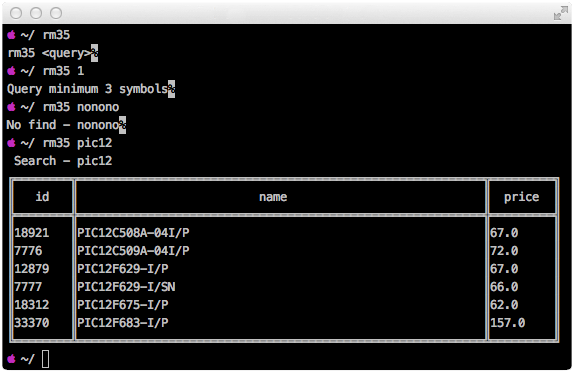 ~/ rm35
rm35 <query>%
~/ rm35 1
Query minimum 3 symbols%
~/ rm35 nonono
No find - nonono%
~/ rm35 pic12
Search - pic12
id name price
18921 PIC12C508A-04I/P 67.0
7776 PIC12C509A-04I/P 72.0
12879 PIC12F629-I/P 67.0
7777 PIC12F629-I/SN 66.0
18312 PIC12F675-I/P 62.0
33370 PIC12F683-I/P 157.0
~/